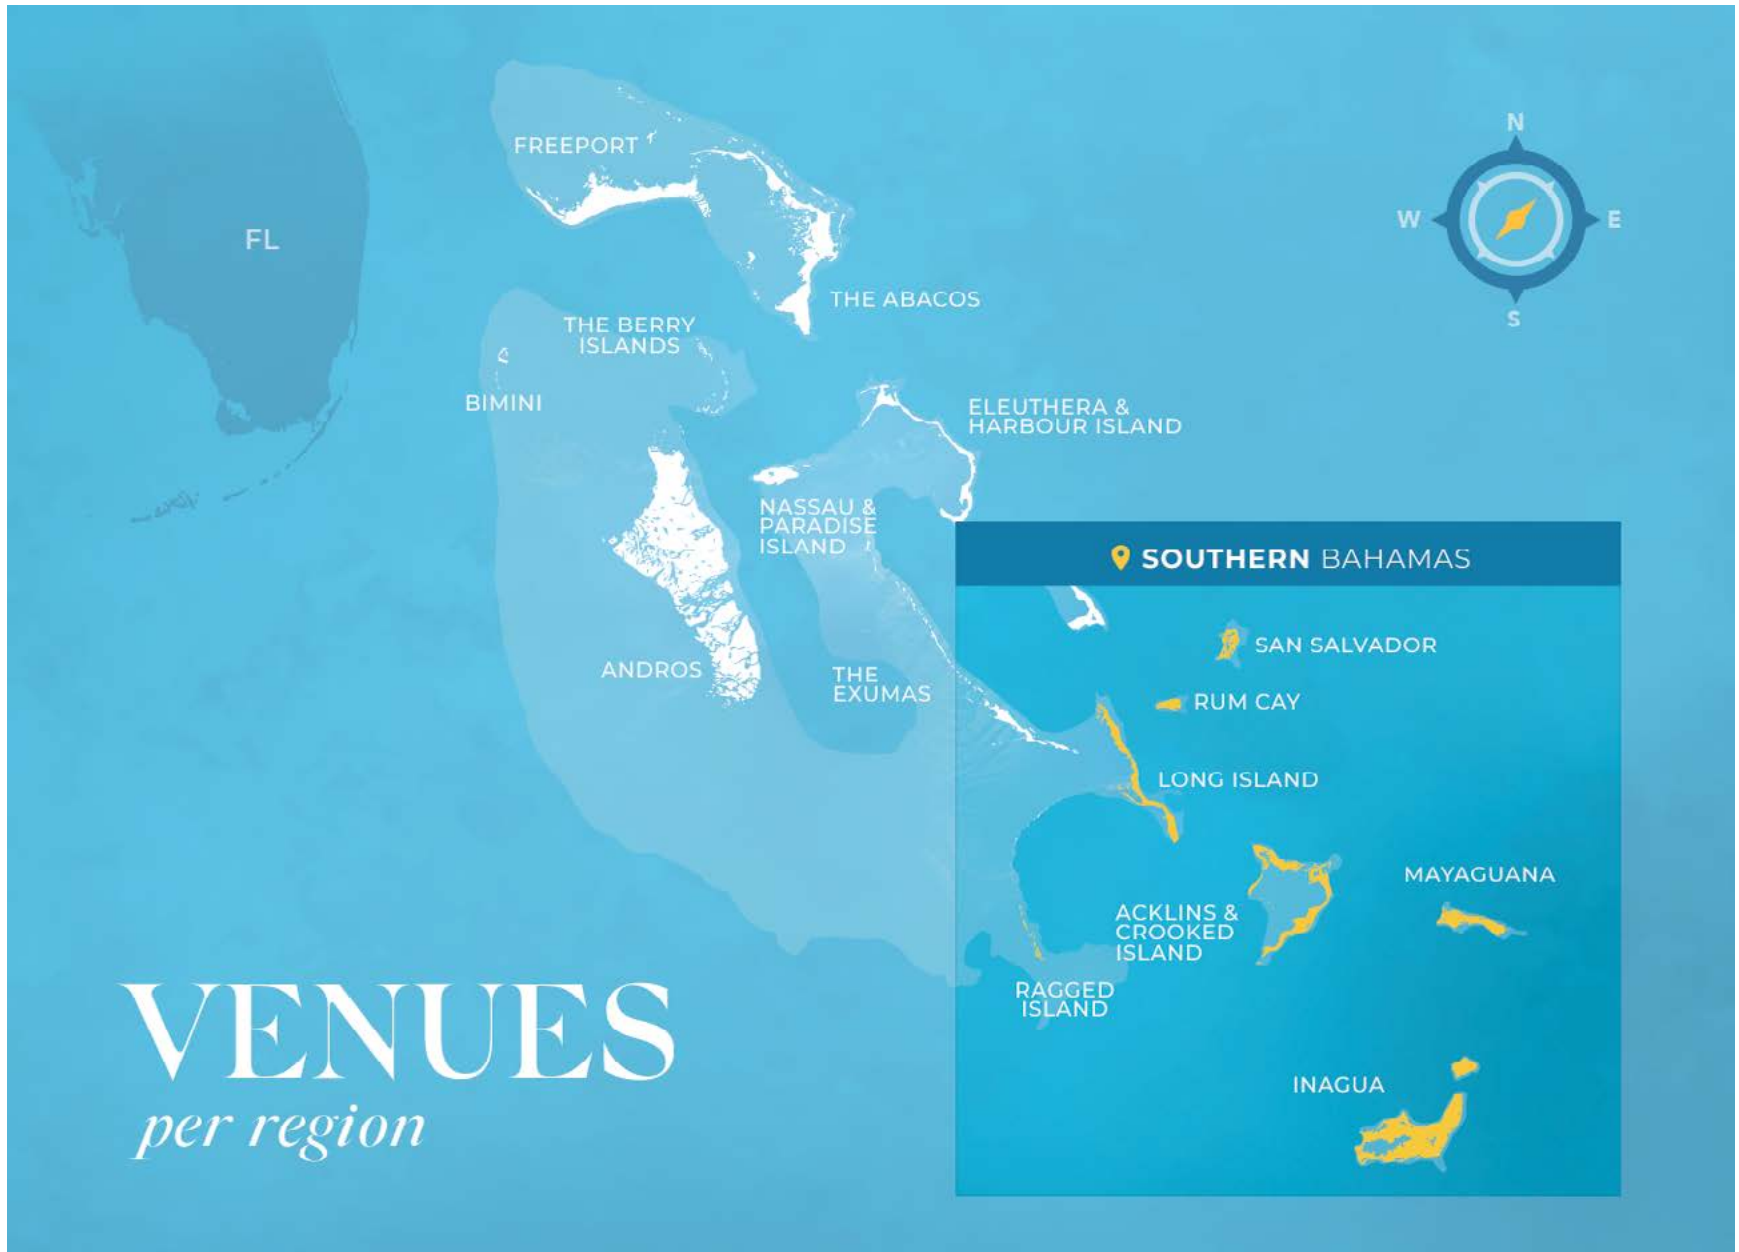 FREEPORT
N
W
E
S
FL
THE ABACOS
THE BERRY
ISLANDS
BIMINI
ELEUTHERA &
HARBOUR ISLAND
NASSAU &
PARADISE
ISLAND
SOUTHERN BAHAMAS
SAN SALVADOR
ANDROS
THE
EXUMAS
RUM CAY
LONG ISLAND
MAYAGUANA
ACKLINS &
CROOKED
ISLAND
RAGGED
ISLAND
INAGUA
VENUES
per region